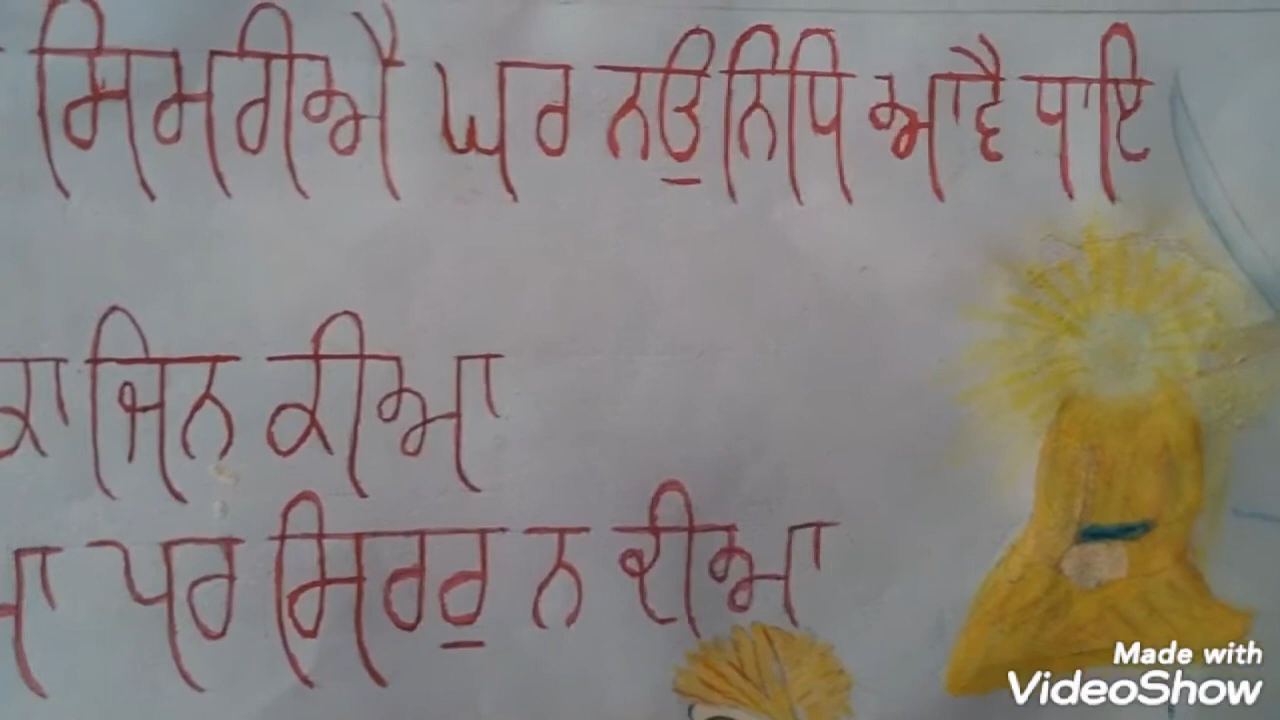 ਸਿਮਰੀਐ ਘਰ ਨਉ ਨਿਧਿ ਆਵੈ ਧਾਇ
ਕਾ ਜਿਨ ਕੀਆ
ਪਰ ਸਿਰਰੁ ਨ ਦੀਆ
Made with
VideoShow